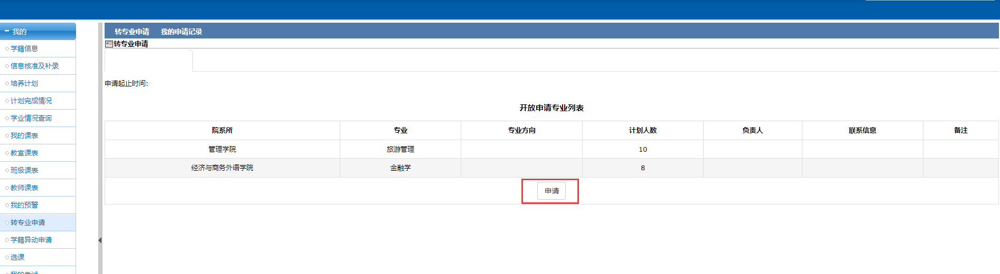 我的
学籍信息
信息核准及补录
培养计划
计划完成情况
学业情况查询
我的课表
教室课表
班级课表
教师课表
我的预警
转专业申请
学籍异动申请
选课
我的考试
转专业申请 我的申请记录
转专业申请
申请起止时间:
开放申请专业列表
院系所 专业 专业方向 计划人数 负责人 联系信息 备注
管理学院 旅游管理 10
经济与商务外语学院 金融学 8
申请